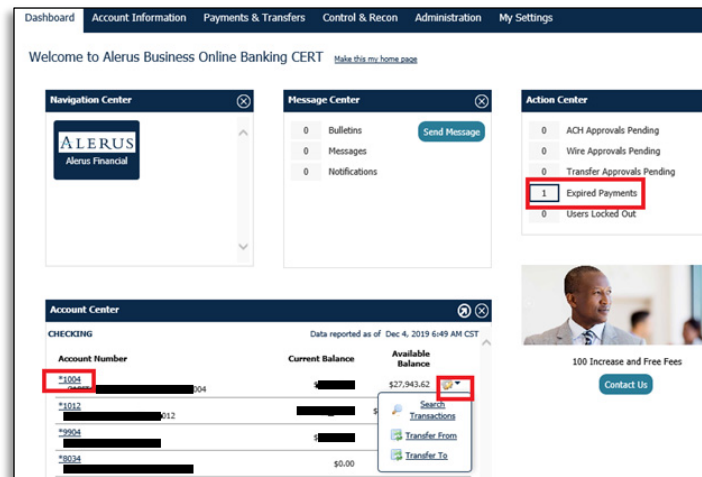 Dashboard Account Information Payments & Transfers Control & Recon Administration My Settings
Welcome to Alerus Business Online Banking CERT Make this my home page
Navigation Center
ALERUS
Alerus Financial
Message Center
0 Bulletins
Send Message
0 Messages
0 Notifications
Action Center
0 ACH Approvals Pending
0 Wire Approvals Pending
0 Transfer Approvals Pending
1 Expired Payments
0 Users Locked Out
Account Center
CHECKING Data reported as of Dec 4, 2019 6:49 AM CST
Account Number Current Balance Available Balance
*1004
004 $ $27,943.62
*1012
012 $
*9904
$
*8034
$0.00
Search Transactions
Transfer From
Transfer To
100 Increase and Free Fees
Contact Us